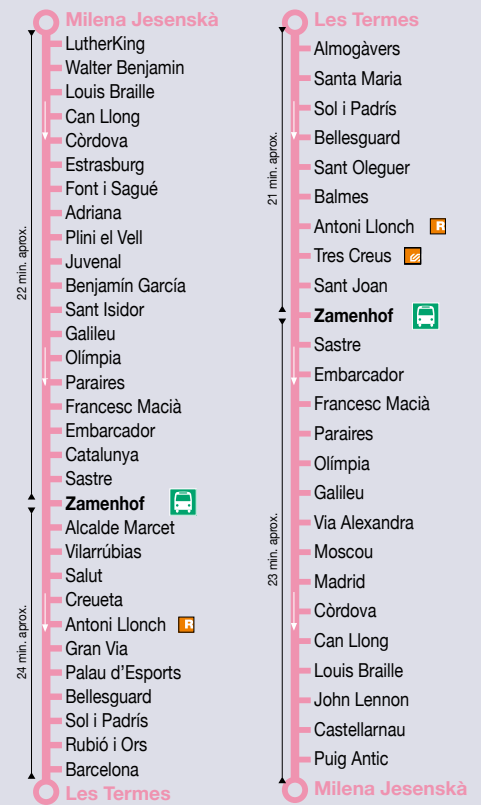 Milena Jesenskà
LutherKing
Walter Benjamin
Louis Braille
Can Llong
Còrdova
Estrasburg
Font i Sagué
Adriana
Plini el Vell
Juvenal
Benjamín García
Sant Isidor
Galileu
Olímpia
Paraires
Francesc Macià
Embarcador
Catalunya
Sastre
Zamenhof
Alcalde Marcet
Vilarrúbias
Salut
Creueta
Antoni Llonch R
Gran Via
Palau d'Esports
Bellesguard
Sol i Padrís
Rubió i Ors
Barcelona
Les Termes
22 min. aprox.
24 min. aprox.
Les Termes
Almogàvers
Santa Maria
Sol i Padrís
Bellesguard
Sant Oleguer
Balmes
Antoni Llonch R
Tres Creus
Sant Joan
Zamenhof
Sastre
Embarcador
Francesc Macià
Paraires
Olímpia
Galileu
Via Alexandra
Moscou
Madrid
Còrdova
Can Llong
Louis Braille
John Lennon
Castellarnau
Puig Antic
Milena Jesenskà
21 min. aprox.
23 min. aprox.